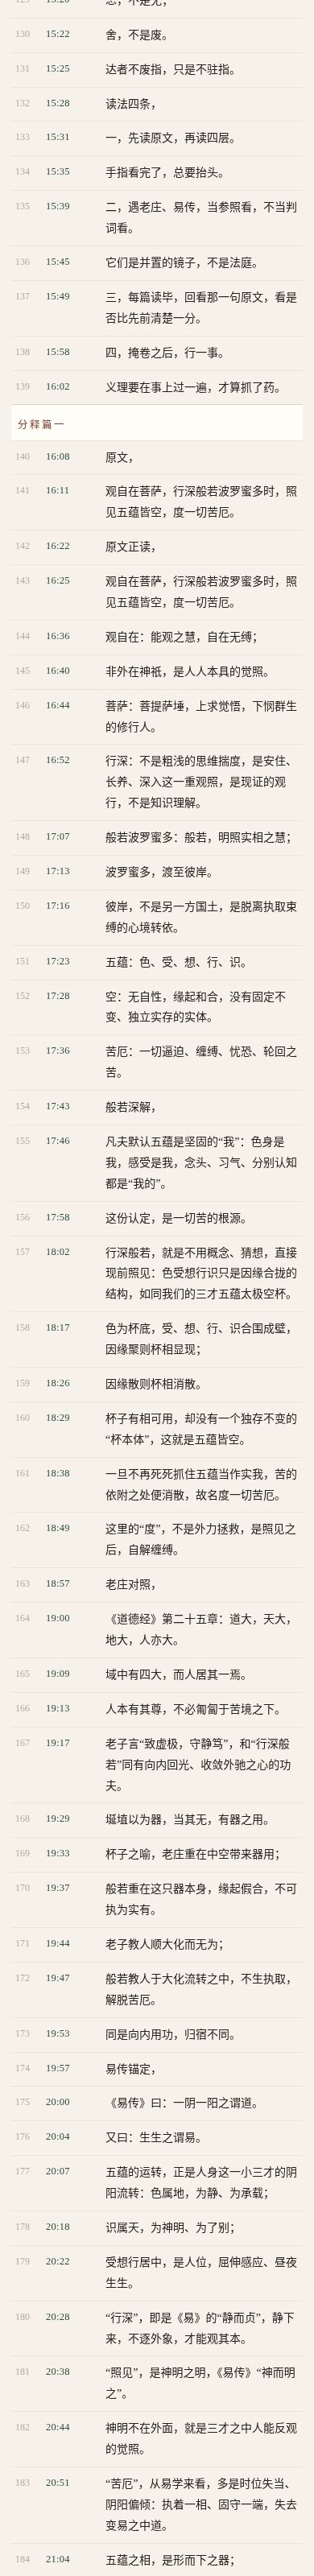 130 15:22 舍，不是废。
131 15:25 达者不废指，只是不驻指。
132 15:28 读法四条，
133 15:31 一，先读原文，再读四层。
134 15:35 手指看完了，总要抬头。
135 15:39 二，遇老庄、易传，当参照看，不当判
词看。
136 15:45 它们是并置的镜子，不是法庭。
137 15:49 三，每篇读毕，回看那一句原文，看是
否比先前清楚一分。
138 15:58 四，掩卷之后，行一事。
139 16:02 义理要在事上过一遍，才算抓了药。
分释篇一
140 16:08 原文，
141 16:11 观自在菩萨，行深般若波罗蜜多时，照
见五蕴皆空，度一切苦厄。
142 16:22 原文正读，
143 16:25 观自在菩萨，行深般若波罗蜜多时，照
见五蕴皆空，度一切苦厄。
144 16:36 观自在：能观之慧，自在无缚；
145 16:40 非外在神祇，是人人本具的觉照。
146 16:44 菩萨：菩提萨埵，上求觉悟，下悯群生
的修行人。
147 16:52 行深：不是粗浅的思维揣度，是安住、
长养、深入这一重观照，是现证的观
行，不是知识理解。
148 17:07 般若波罗蜜多：般若，明照实相之慧；
149 17:13 波罗蜜多，渡至彼岸。
150 17:16 彼岸，不是另一方国土，是脱离执取束
缚的心境转依。
151 17:23 五蕴：色、受、想、行、识。
152 17:28 空：无自性，缘起和合，没有固定不
变、独立实存的实体。
153 17:36 苦厄：一切逼迫、缠缚、忧恐、轮回之
苦。
154 17:43 般若深解，
155 17:46 凡夫默认五蕴是坚固的“我”：色身是
我，感受是我，念头、习气、分别认知
都是“我的”。
156 17:58 这份认定，是一切苦的根源。
157 18:02 行深般若，就是不用概念、猜想，直接
现前照见：色受想行识只是因缘合拢的
结构，如同我们的三才五蕴太极空杯。
158 18:17 色为杯底，受、想、行、识合围成壁，
因缘聚则杯相显现；
159 18:26 因缘散则杯相消散。
160 18:29 杯子有相可用，却没有一个独存不变的
“杯本体”，这就是五蕴皆空。
161 18:38 一旦不再死死抓住五蕴当作实我，苦的
依附之处便消散，故名度一切苦厄。
162 18:49 这里的“度”，不是外力拯救，是照见之
后，自解缠缚。
163 18:57 老庄对照，
164 19:00 《道德经》第二十五章：道大，天大，
地大，人亦大。
165 19:09 域中有四大，而人居其一焉。
166 19:13 人本有其尊，不必匍匐于苦境之下。
167 19:17 老子言“致虚极，守静笃”，和“行深般
若”同有向内回光、收敛外驰之心的功
夫。
168 19:29 埏埴以为器，当其无，有器之用。
169 19:33 杯子之喻，老庄重在中空带来器用；
170 19:37 般若重在这只器本身，缘起假合，不可
执为实有。
171 19:44 老子教人顺大化而无为；
172 19:47 般若教人于大化流转之中，不生执取，
解脱苦厄。
173 19:53 同是向内用功，归宿不同。
174 19:57 易传锚定，
175 20:00 《易传》曰：一阴一阳之谓道。
176 20:04 又曰：生生之谓易。
177 20:07 五蕴的运转，正是人身这一小三才的阴
阳流转：色属地，为静、为承载；
178 20:18 识属天，为神明、为了别；
179 20:22 受想行居中，是人位，屈伸感应、昼夜
生生。
180 20:28 “行深”，即是《易》的“静而贞”，静下
来，不逐外象，才能观其本。
181 20:38 “照见”，是神明之明，《易传》“神而明
之”。
182 20:44 神明不在外面，就是三才之中人能反观
的觉照。
183 20:51 “苦厄”，从易学来看，多是时位失当、
阴阳偏倾：执着一相、固守一端，失去
变易之中道。
184 21:04 五蕴之相，是形而下之器；